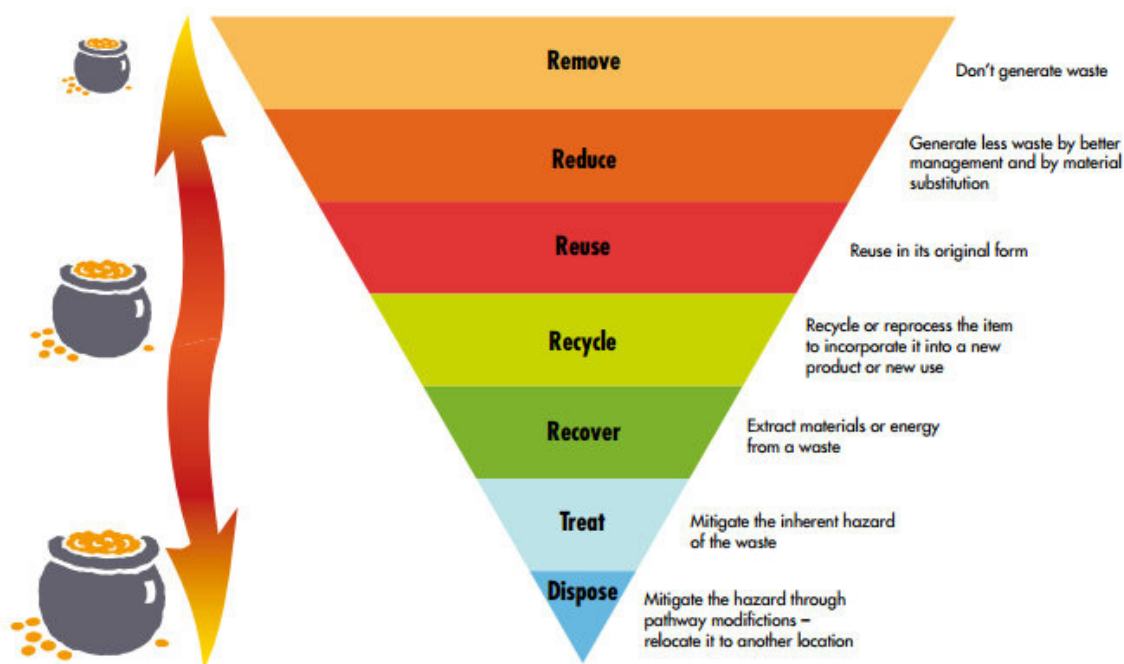 Remove
Don't generate waste
Reduce
Generate less waste by better
management and by material
substitution
Reuse
Reuse in its original form
Recycle
Recycle or reprocess the item
to incorporate it into a new
product or new use
Recover
Extract materials or energy
from a waste
Treat
Mitigate the inherent hazard
of the waste
Dispose
Mitigate the hazard through
pathway modifictions –
relocate it to another location